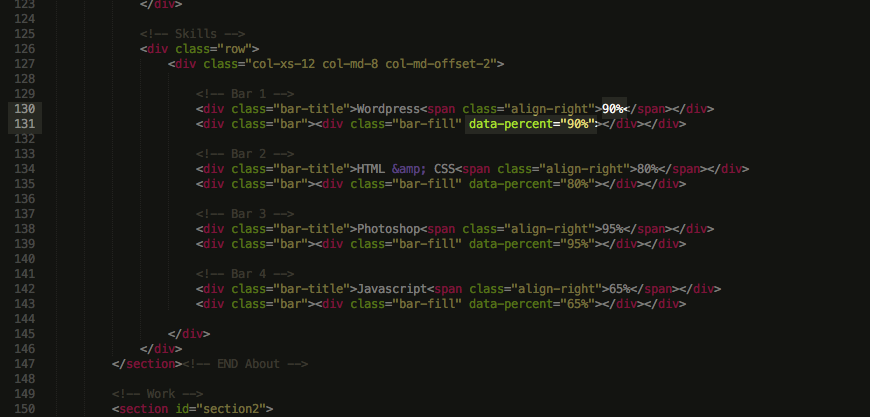 123 </div>
124
125 <!-- Skills -->
126 <div class="row">
127 <div class="col-xs-12 col-md-8 col-md-offset-2">
128
129 <!-- Bar 1 -->
130 <div class="bar-title">Wordpress<span class="align-right">90%</span></div>
131 <div class="bar"><div class="bar-fill" data-percent="90%"></div></div>
132
133 <!-- Bar 2 -->
134 <div class="bar-title">HTML &amp; CSS<span class="align-right">80%</span></div>
135 <div class="bar"><div class="bar-fill" data-percent="80%"></div></div>
136
137 <!-- Bar 3 -->
138 <div class="bar-title">Photoshop<span class="align-right">95%</span></div>
139 <div class="bar"><div class="bar-fill" data-percent="95%"></div></div>
140
141 <!-- Bar 4 -->
142 <div class="bar-title">Javascript<span class="align-right">65%</span></div>
143 <div class="bar"><div class="bar-fill" data-percent="65%"></div></div>
144
145 </div>
146 </div>
147 </section><!-- END About -->
148
149 <!-- Work -->
150 <section id="section2">